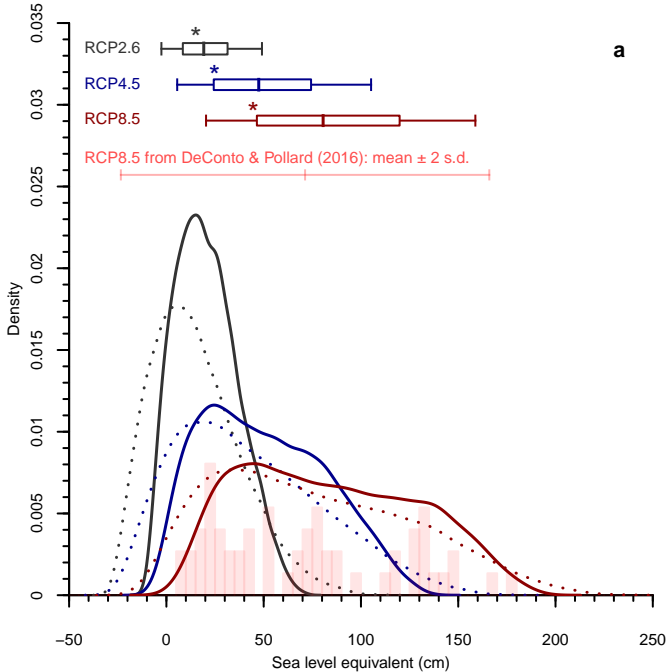 a
*
RCP2.6
*
RCP4.5
*
RCP8.5
RCP8.5 from DeConto & Pollard (2016): mean ± 2 s.d.
0.035
0.03
0.025
0.02
0.015
0.01
0.005
0
Density
−50 0 50 100 150 200 250
Sea level equivalent (cm)